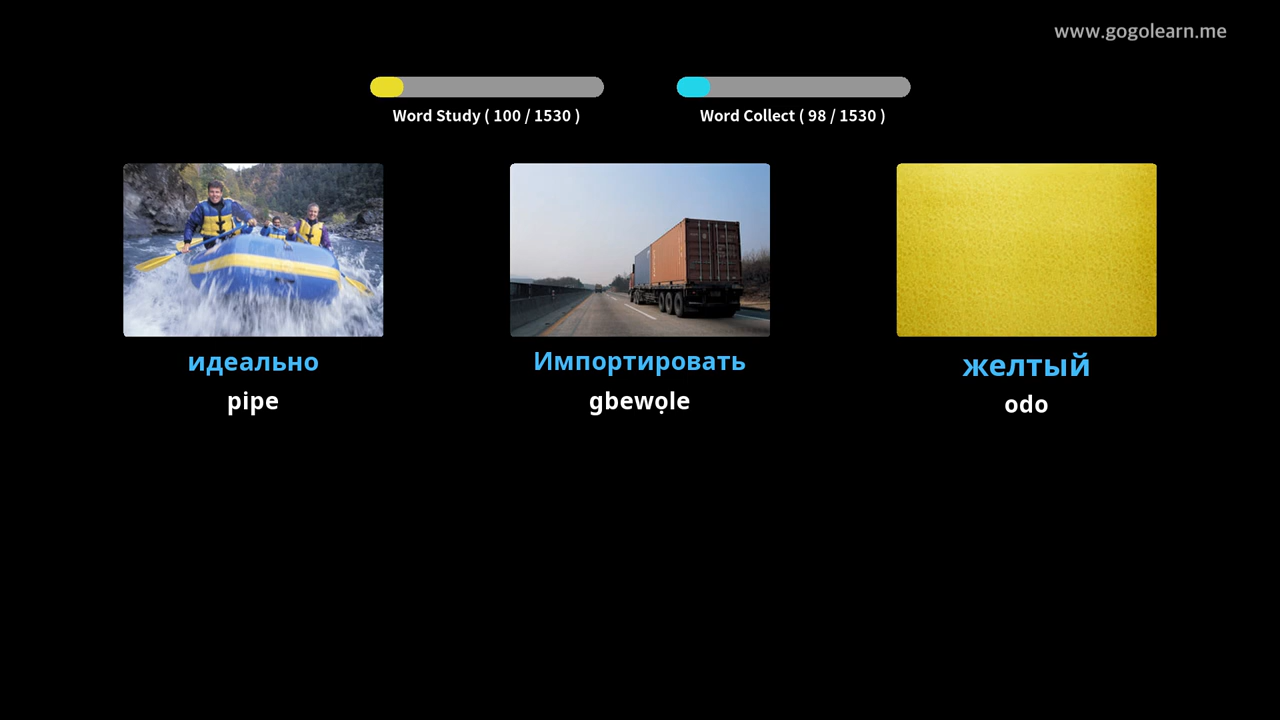 www.gogolearn.me
Word Study ( 100 / 1530 )
Word Collect ( 98 / 1530 )
идеально
Импортировать
желтый
pipe
gbewọle
odo